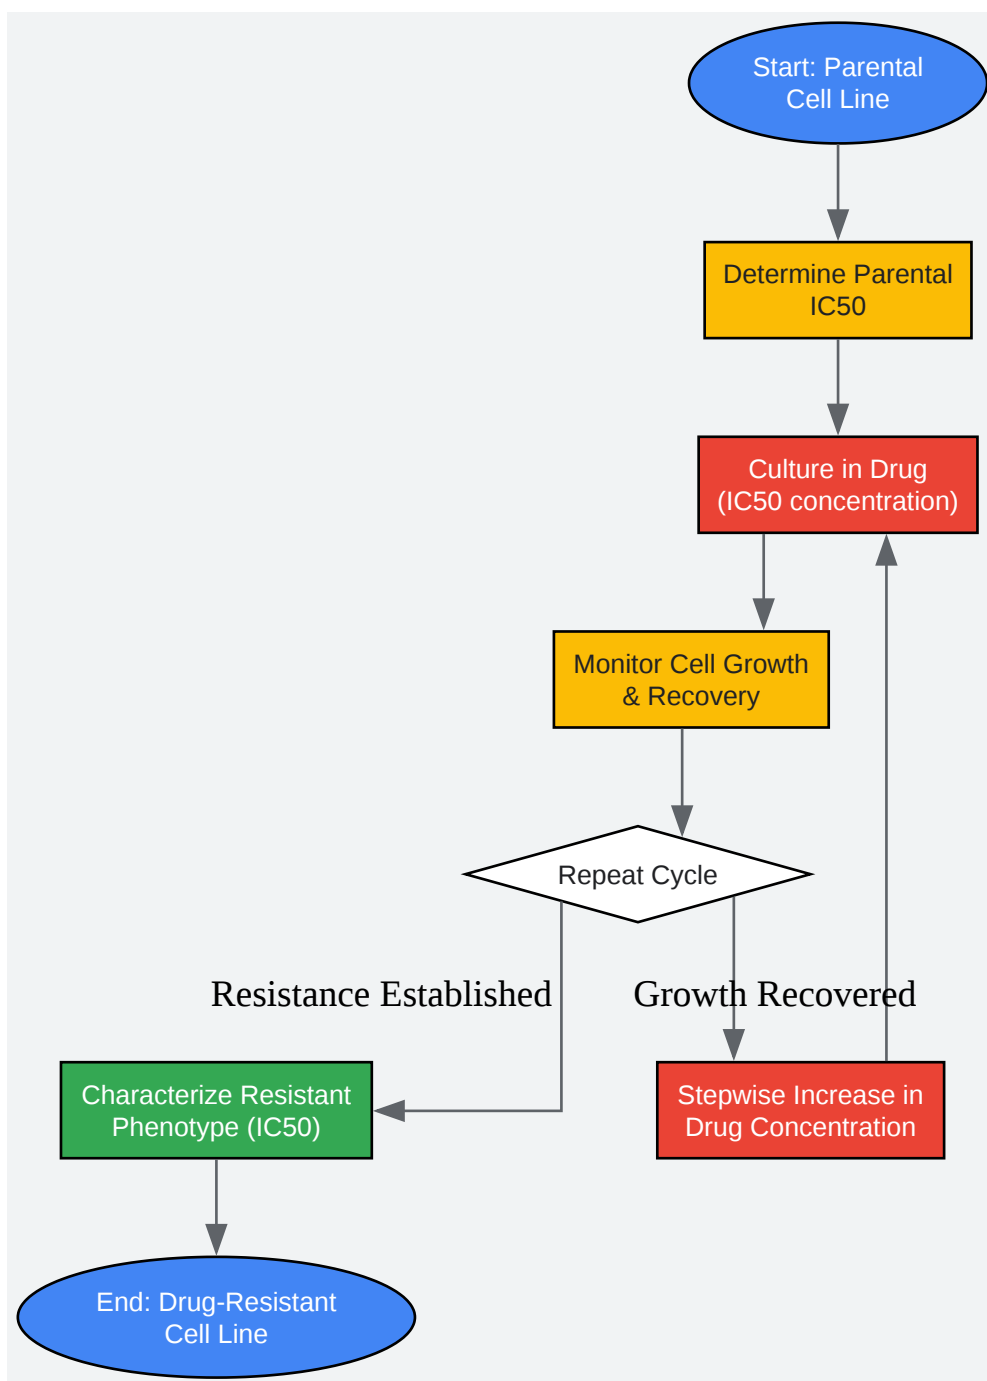 Start: Parental
Cell Line
Determine Parental
IC50
Culture in Drug
(IC50 concentration)
Monitor Cell Growth
& Recovery
Repeat Cycle
Resistance Established
Growth Recovered
Characterize Resistant
Phenotype (IC50)
Stepwise Increase in
Drug Concentration
End: Drug-Resistant
Cell Line